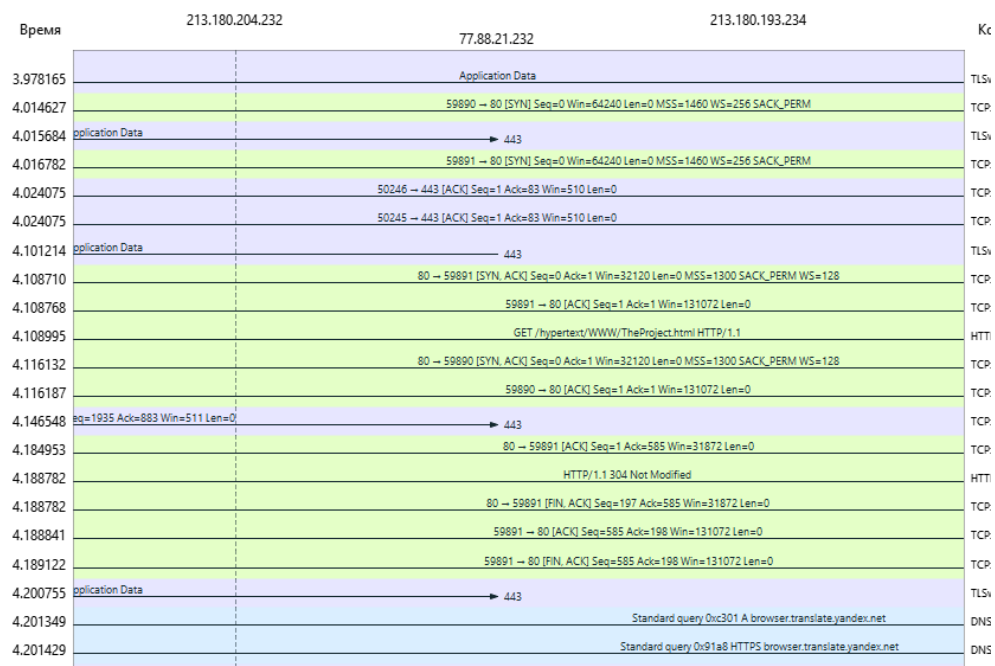 213.180.204.232 213.180.193.234
Время 77.88.21.232 Ко
3.978165 Application Data TLSv
4.014627 59890 → 80 [SYN] Seq=0 Win=64240 Len=0 MSS=1460 WS=256 SACK_PERM TCP:
4.015684 pplication Data 443 TLSv
4.016782 59891 → 80 [SYN] Seq=0 Win=64240 Len=0 MSS=1460 WS=256 SACK_PERM TCP:
4.024075 50246 → 443 [ACK] Seq=1 Ack=83 Win=510 Len=0 TCP:
4.024075 50245 → 443 [ACK] Seq=1 Ack=83 Win=510 Len=0 TCP:
4.101214 pplication Data 443 TLSv
4.108710 80 → 59891 [SYN, ACK] Seq=0 Ack=1 Win=32120 Len=0 MSS=1300 SACK_PERM WS=128 TCP:
4.108768 59891 → 80 [ACK] Seq=1 Ack=1 Win=131072 Len=0 TCP:
4.108995 GET /hypertext/WWW/TheProject.html HTTP/1.1 HTTP
4.116132 80 → 59890 [SYN, ACK] Seq=0 Ack=1 Win=32120 Len=0 MSS=1300 SACK_PERM WS=128 TCP:
4.116187 59890 → 80 [ACK] Seq=1 Ack=1 Win=131072 Len=0 TCP:
4.146548 eq=1935 Ack=883 Win=511 Len=0 443 TCP:
4.184953 80 → 59891 [ACK] Seq=1 Ack=585 Win=31872 Len=0 TCP:
4.188782 HTTP/1.1 304 Not Modified HTTP
4.188782 80 → 59891 [FIN, ACK] Seq=197 Ack=585 Win=31872 Len=0 TCP:
4.188841 59891 → 80 [ACK] Seq=585 Ack=198 Win=131072 Len=0 TCP:
4.189122 59891 → 80 [FIN, ACK] Seq=585 Ack=198 Win=131072 Len=0 TCP:
4.200755 pplication Data 443 TLSv
4.201349 Standard query 0xc301 A browser.translate.yandex.net DNS
4.201429 Standard query 0x91a8 HTTPS browser.translate.yandex.net DNS